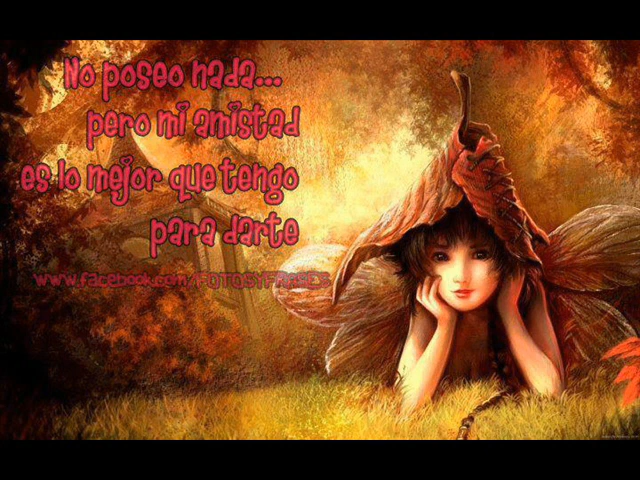 No poseo nada...
pero mi amistad
es lo mejor que tengo
para darte
www.facebook.com/FOTOSYFRASES